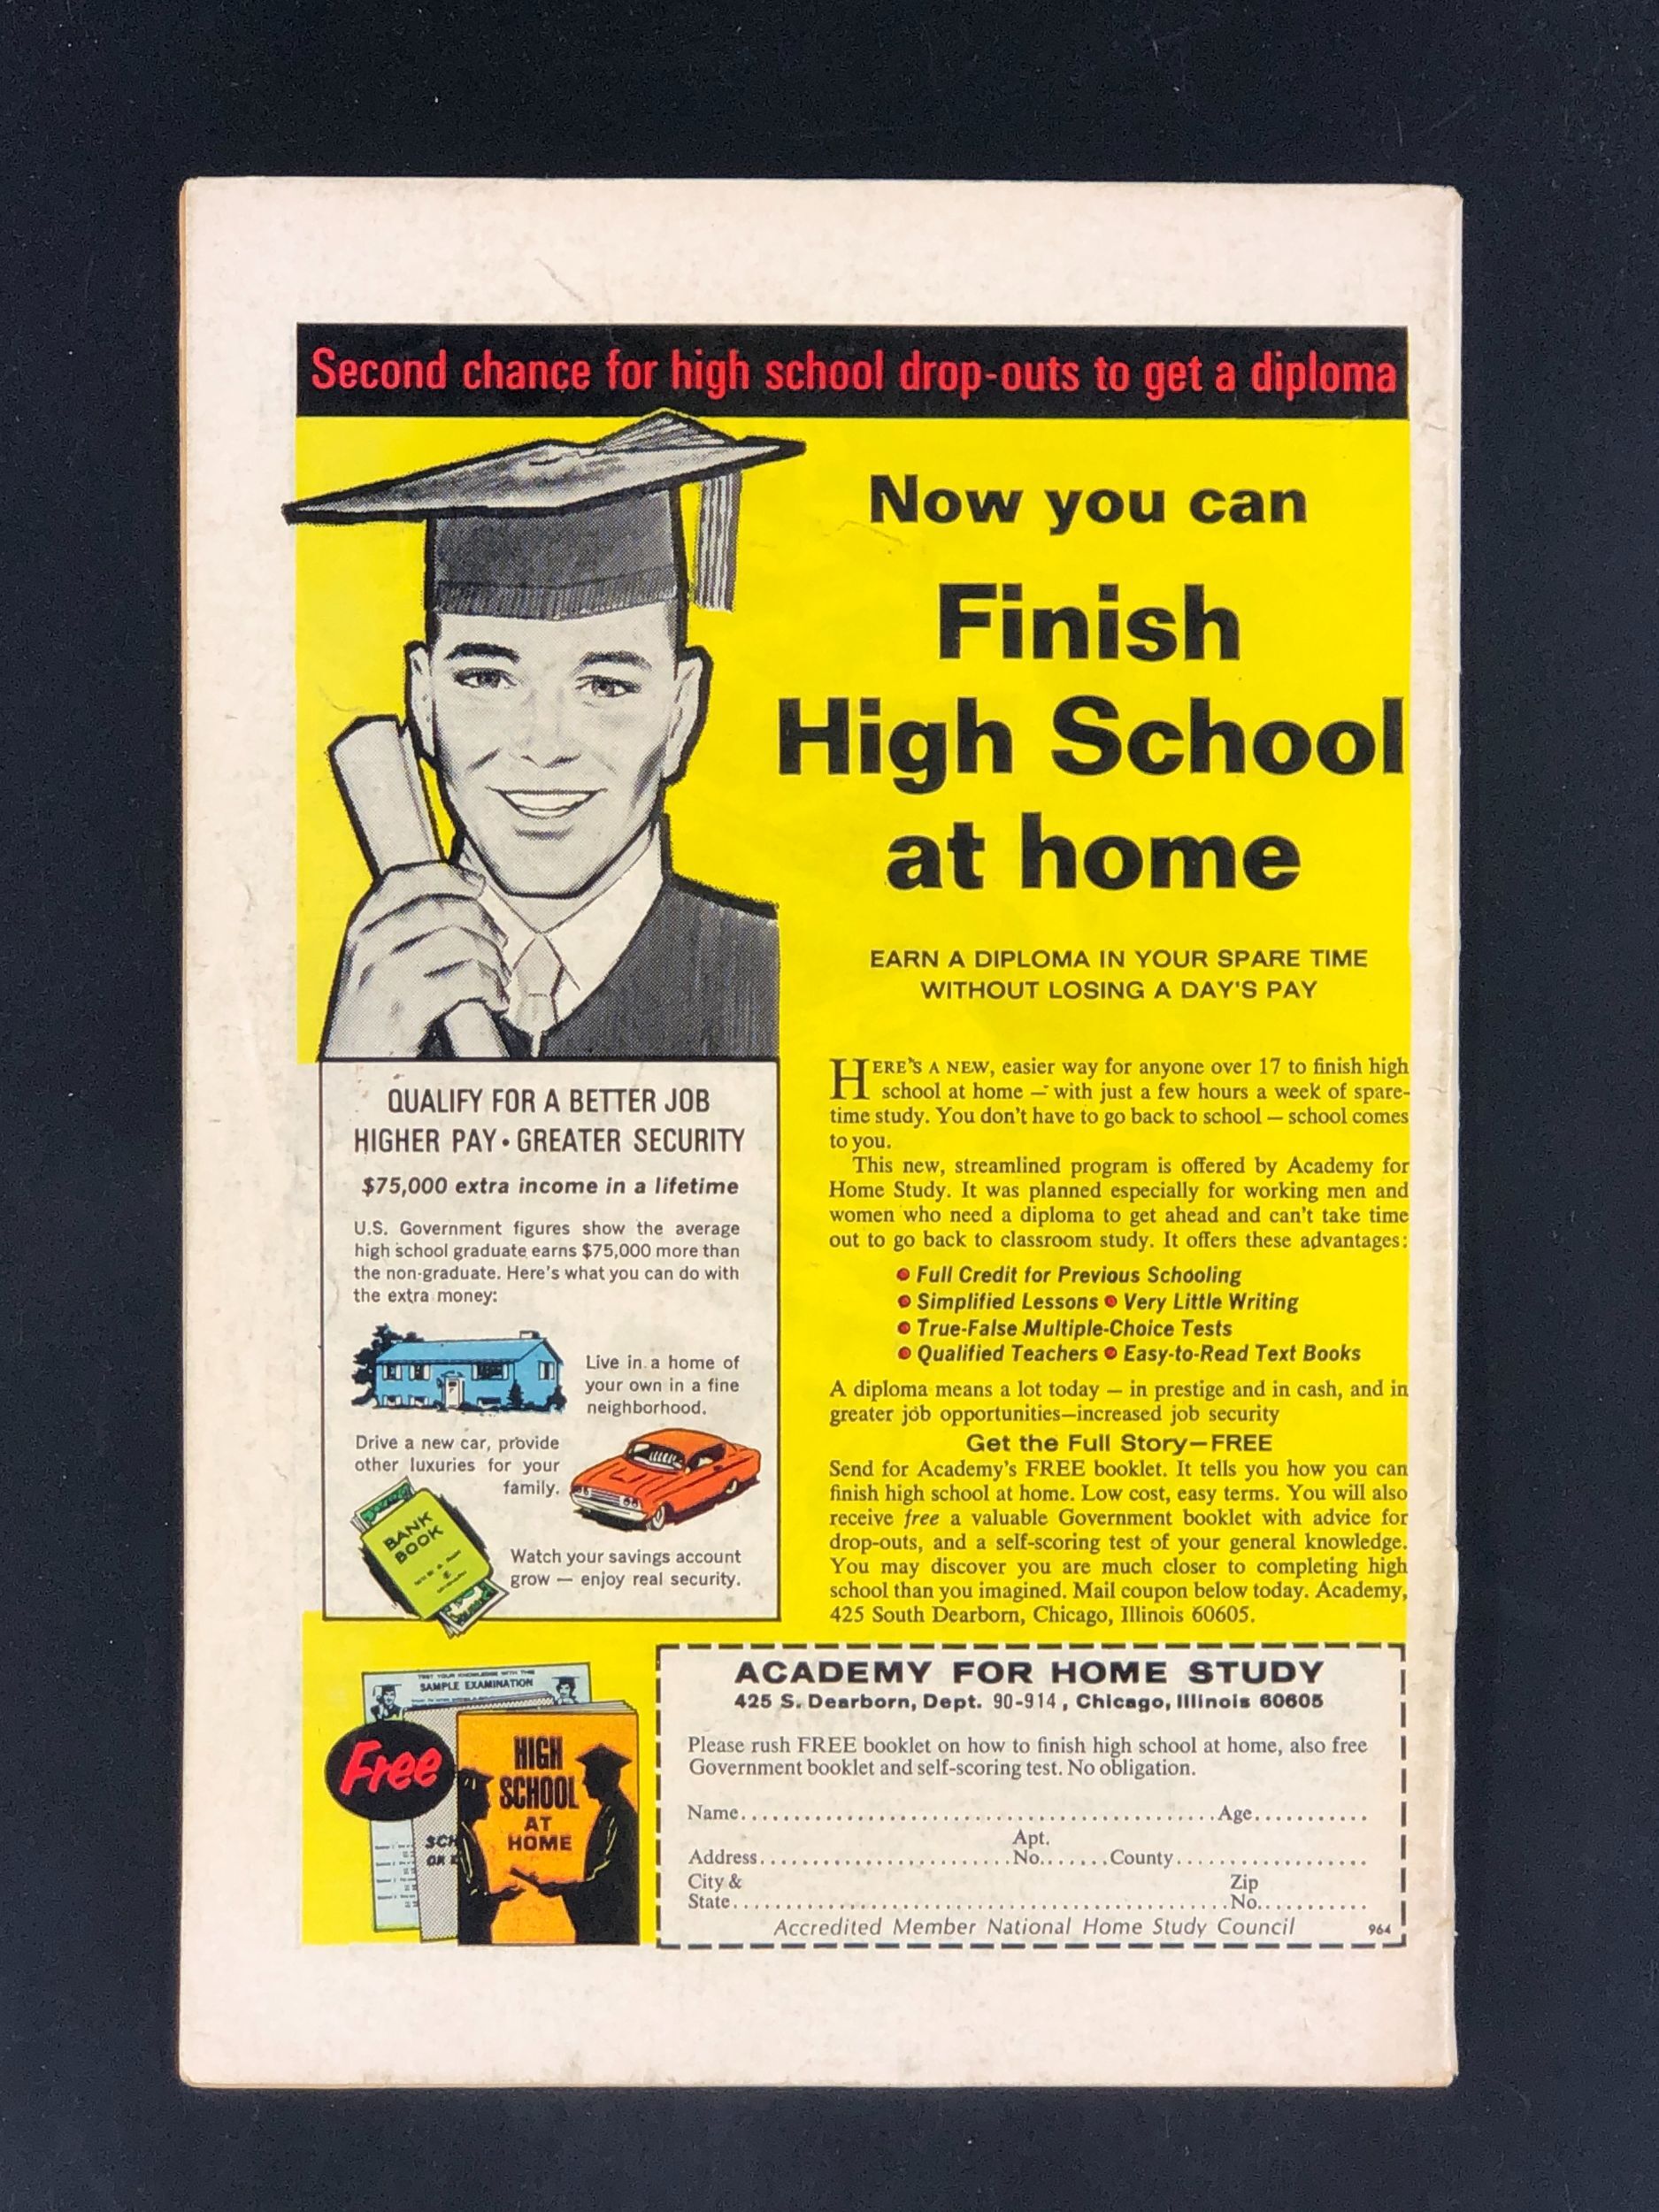 Second chance for high school drop-outs to get a diploma
Now you can
Finish
High School
at home
EARN A DIPLOMA IN YOUR SPARE TIME
WITHOUT LOSING A DAY'S PAY
QUALIFY FOR A BETTER JOB
HIGHER PAY • GREATER SECURITY
$75,000 extra income in a lifetime
U.S. Government figures show the average
high school graduate earns $75,000 more than
the non-graduate. Here's what you can do with
the extra money:
Live in a home of
your own in a fine
neighborhood.
Drive a new car, provide
other luxuries for your
family.
BANK
BOOK
Watch your savings account
grow — enjoy real security.
HERE'S A NEW, easier way for anyone over 17 to finish high
school at home — with just a few hours a week of spare-
time study. You don't have to go back to school — school comes
to you.
This new, streamlined program is offered by Academy for
Home Study. It was planned especially for working men and
women who need a diploma to get ahead and can't take time
out to go back to classroom study. It offers these advantages:
• Full Credit for Previous Schooling
• Simplified Lessons • Very Little Writing
• True-False Multiple-Choice Tests
• Qualified Teachers • Easy-to-Read Text Books
A diploma means a lot today — in prestige and in cash, and in
greater job opportunities—increased job security
Get the Full Story—FREE
Send for Academy's FREE booklet. It tells you how you can
finish high school at home. Low cost, easy terms. You will also
receive free a valuable Government booklet with advice for
drop-outs, and a self-scoring test of your general knowledge.
You may discover you are much closer to completing high
school than you imagined. Mail coupon below today. Academy,
425 South Dearborn, Chicago, Illinois 60605.
TEST YOUR KNOWLEDGE WITH THIS
SAMPLE EXAMINATION
Free
SCH
OR
HIGH
SCHOOL
AT
HOME
ACADEMY FOR HOME STUDY
425 S. Dearborn, Dept. 90-914, Chicago, Illinois 60605
Please rush FREE booklet on how to finish high school at home, also free
Government booklet and self-scoring test. No obligation.
Name.................................................Age...........
Apt.
Address.........................No.......County...................
City & Zip
State..................................................No...........
Accredited Member National Home Study Council 964